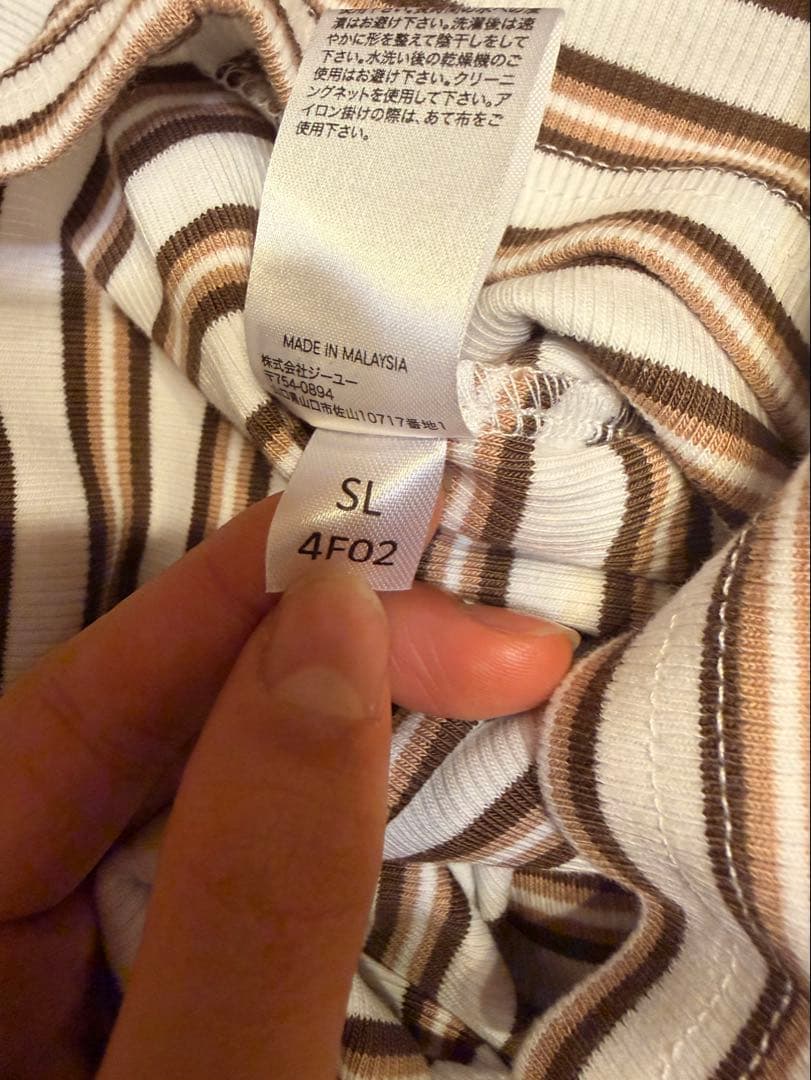 漬はお避け下さい。洗濯後は速
やかに形を整えて陰干しをして
下さい。水洗い後の乾燥機のご
使用はお避け下さい。クリーニ
ングネットを使用して下さい。ア
イロン掛けの際は、あて布をご
使用下さい。
MADE IN MALAYSIA
株式会社ジーユー
〒754-0894
山口市佐山10717番地1
SL
4F02